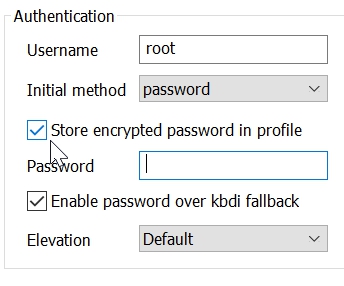 Authentication
Username root
Initial method password
Store encrypted password in profile
Password
Enable password over kbdi fallback
Elevation Default